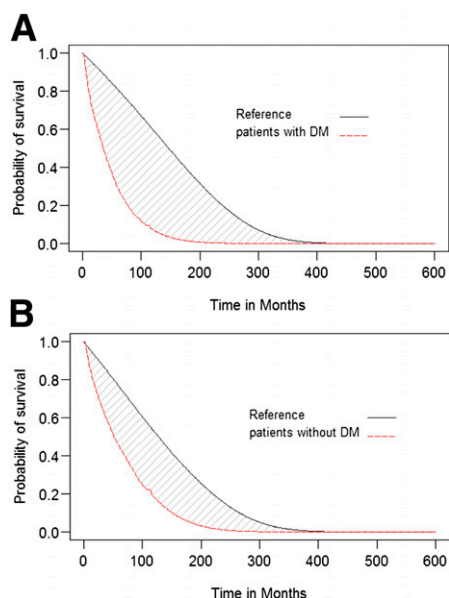 A
1.0
0.8
0.6
0.4
0.2
0.0
Probability of survival
Reference
patients with DM
0 100 200 300 400 500 600
Time in Months
B
1.0
0.8
0.6
0.4
0.2
0.0
Probability of survival
Reference
patients without DM
0 100 200 300 400 500 600
Time in Months